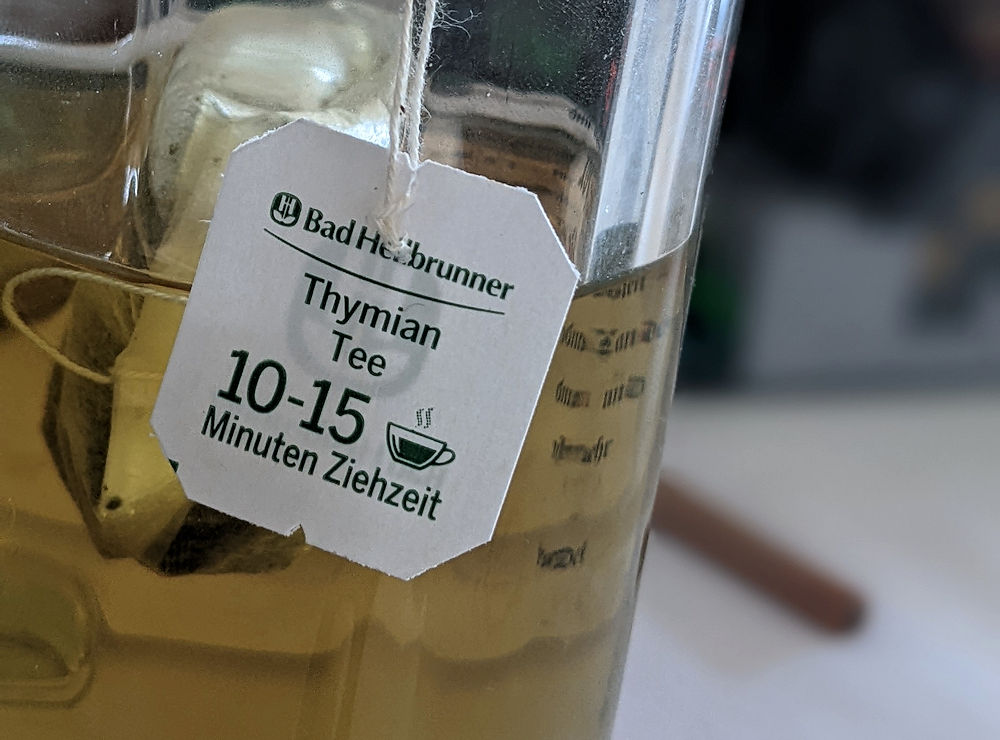 Bad Heilbrunner
Thymian
Tee
10-15
Minuten Ziehzeit